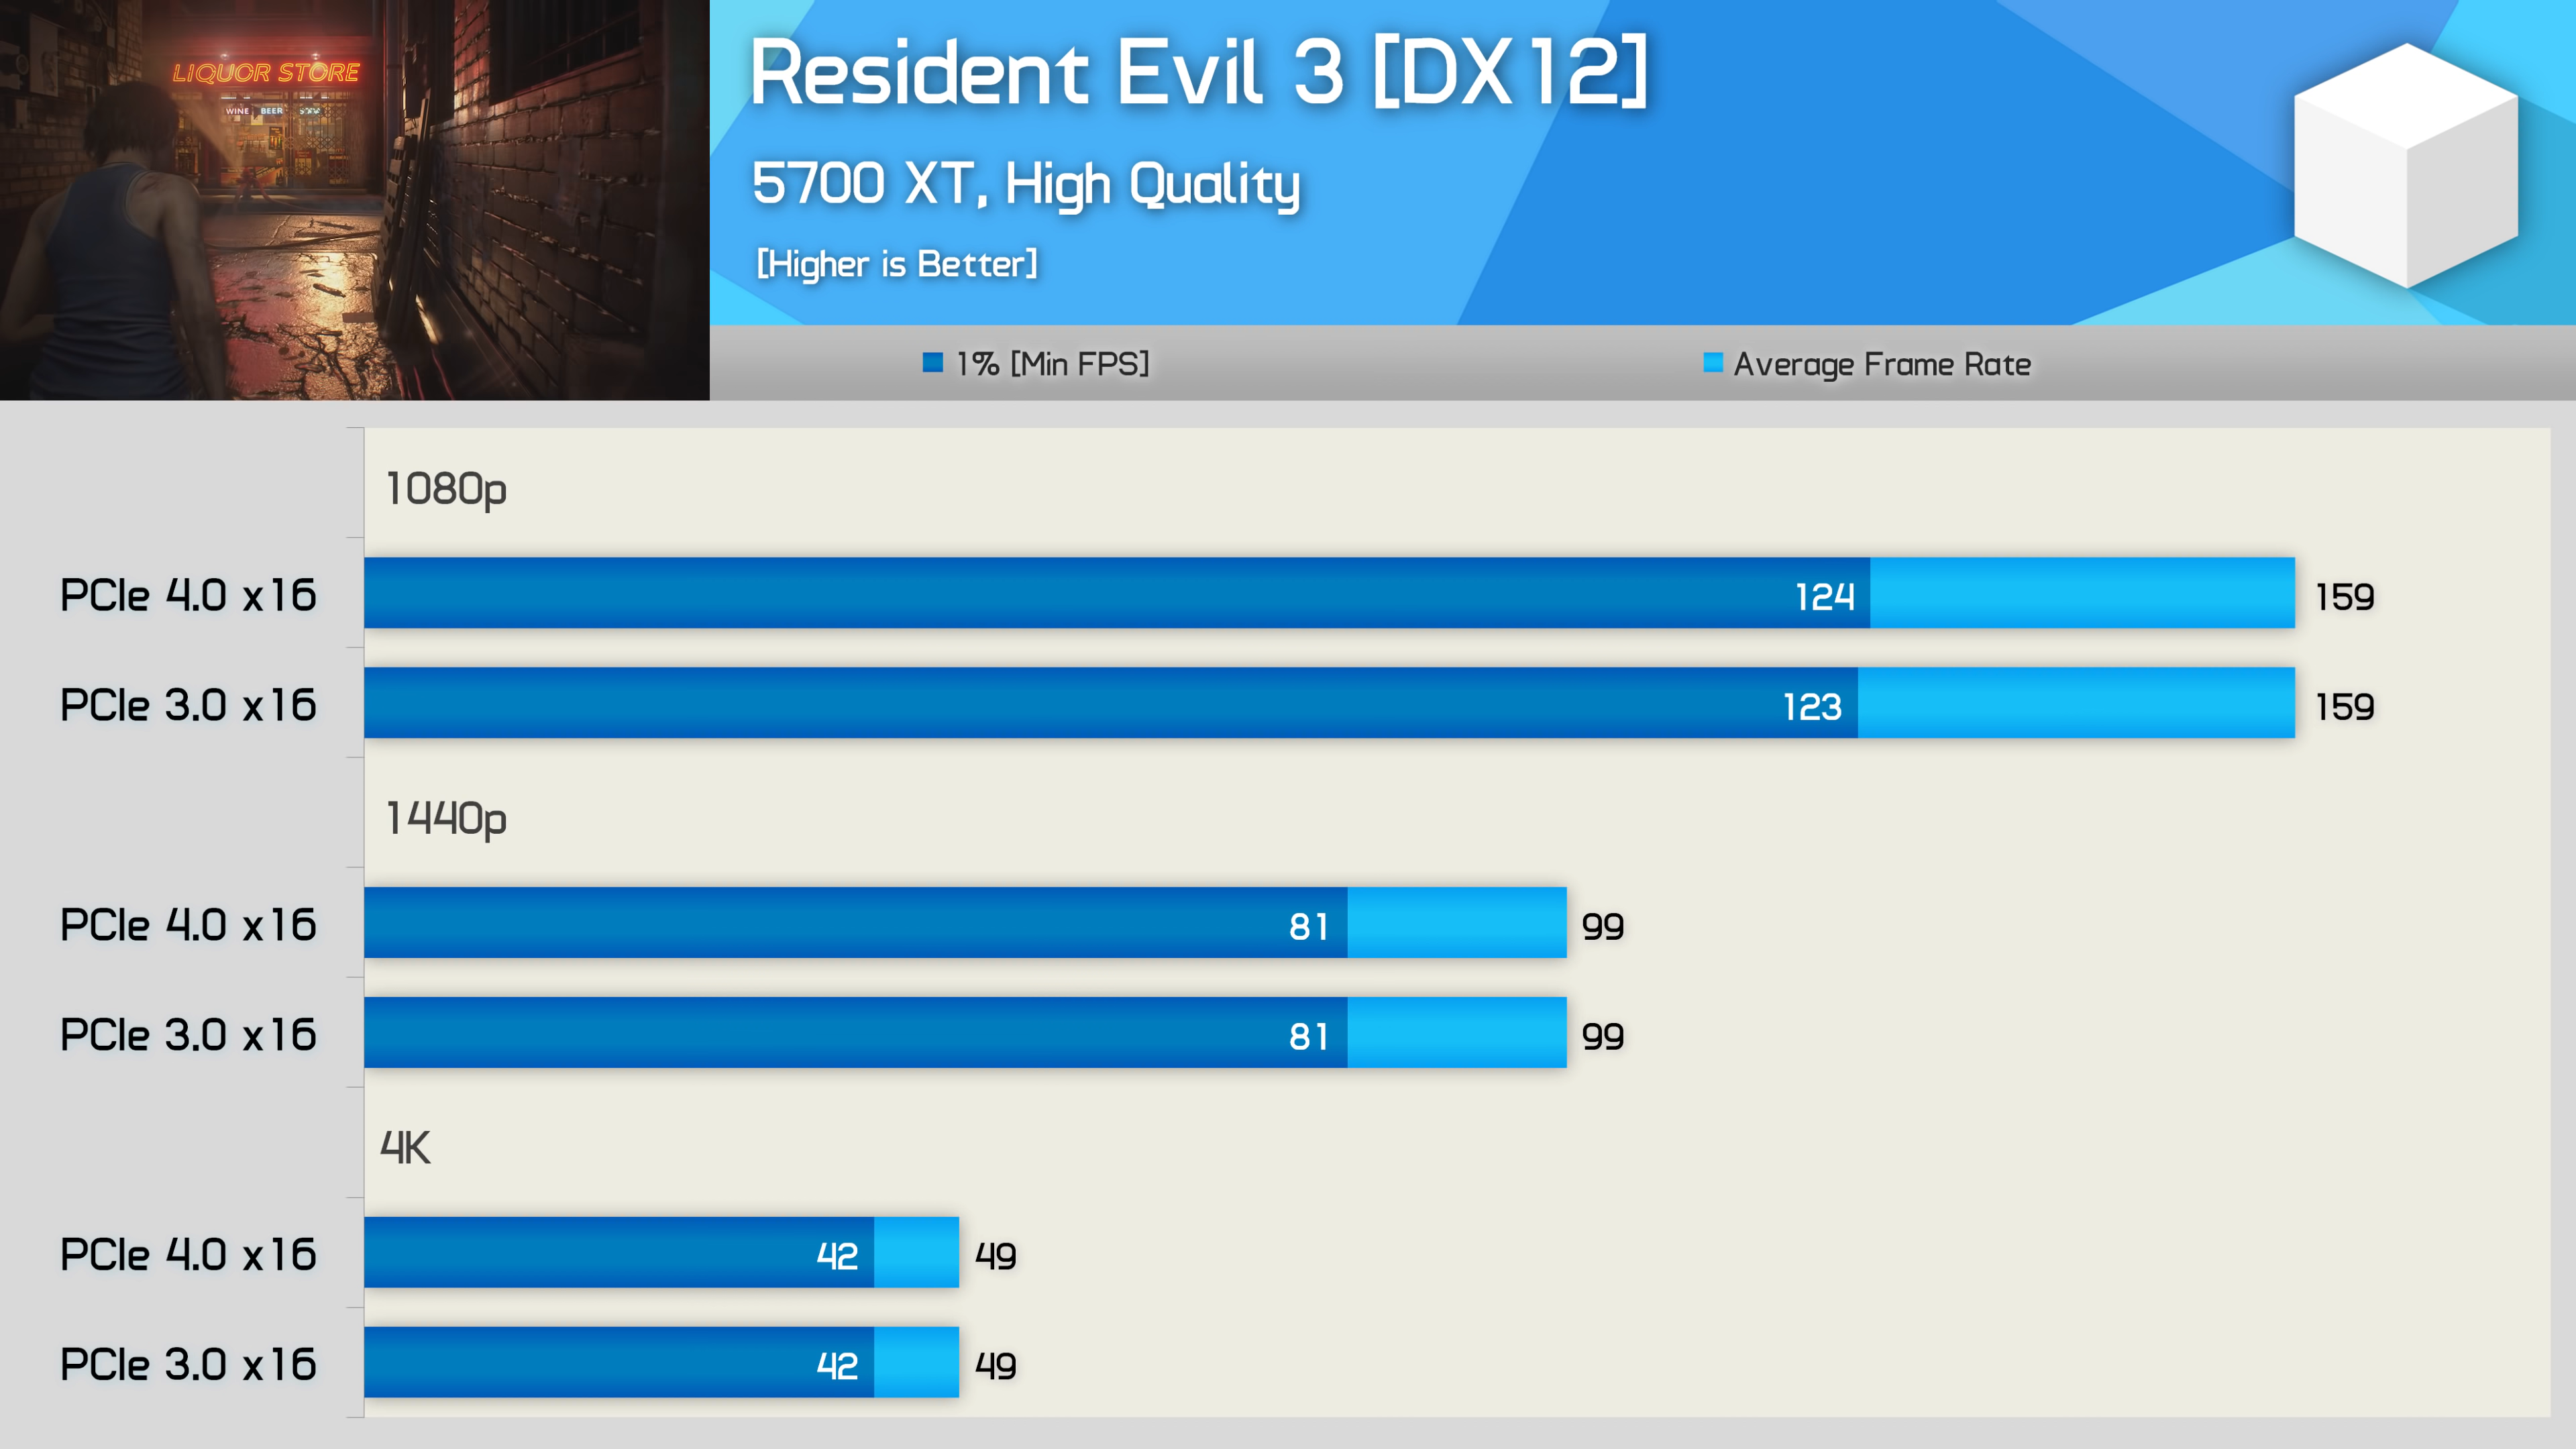 LIQUOR STORE
WINE BEER
Resident Evil 3 [DX12]
5700 XT, High Quality
[Higher is Better]
1% [Min FPS]
Average Frame Rate
1080p
PCIe 4.0 x16
124
159
PCIe 3.0 x16
123
159
1440p
PCIe 4.0 x16
81
99
PCIe 3.0 x16
81
99
4K
PCIe 4.0 x16
42
49
PCIe 3.0 x16
42
49